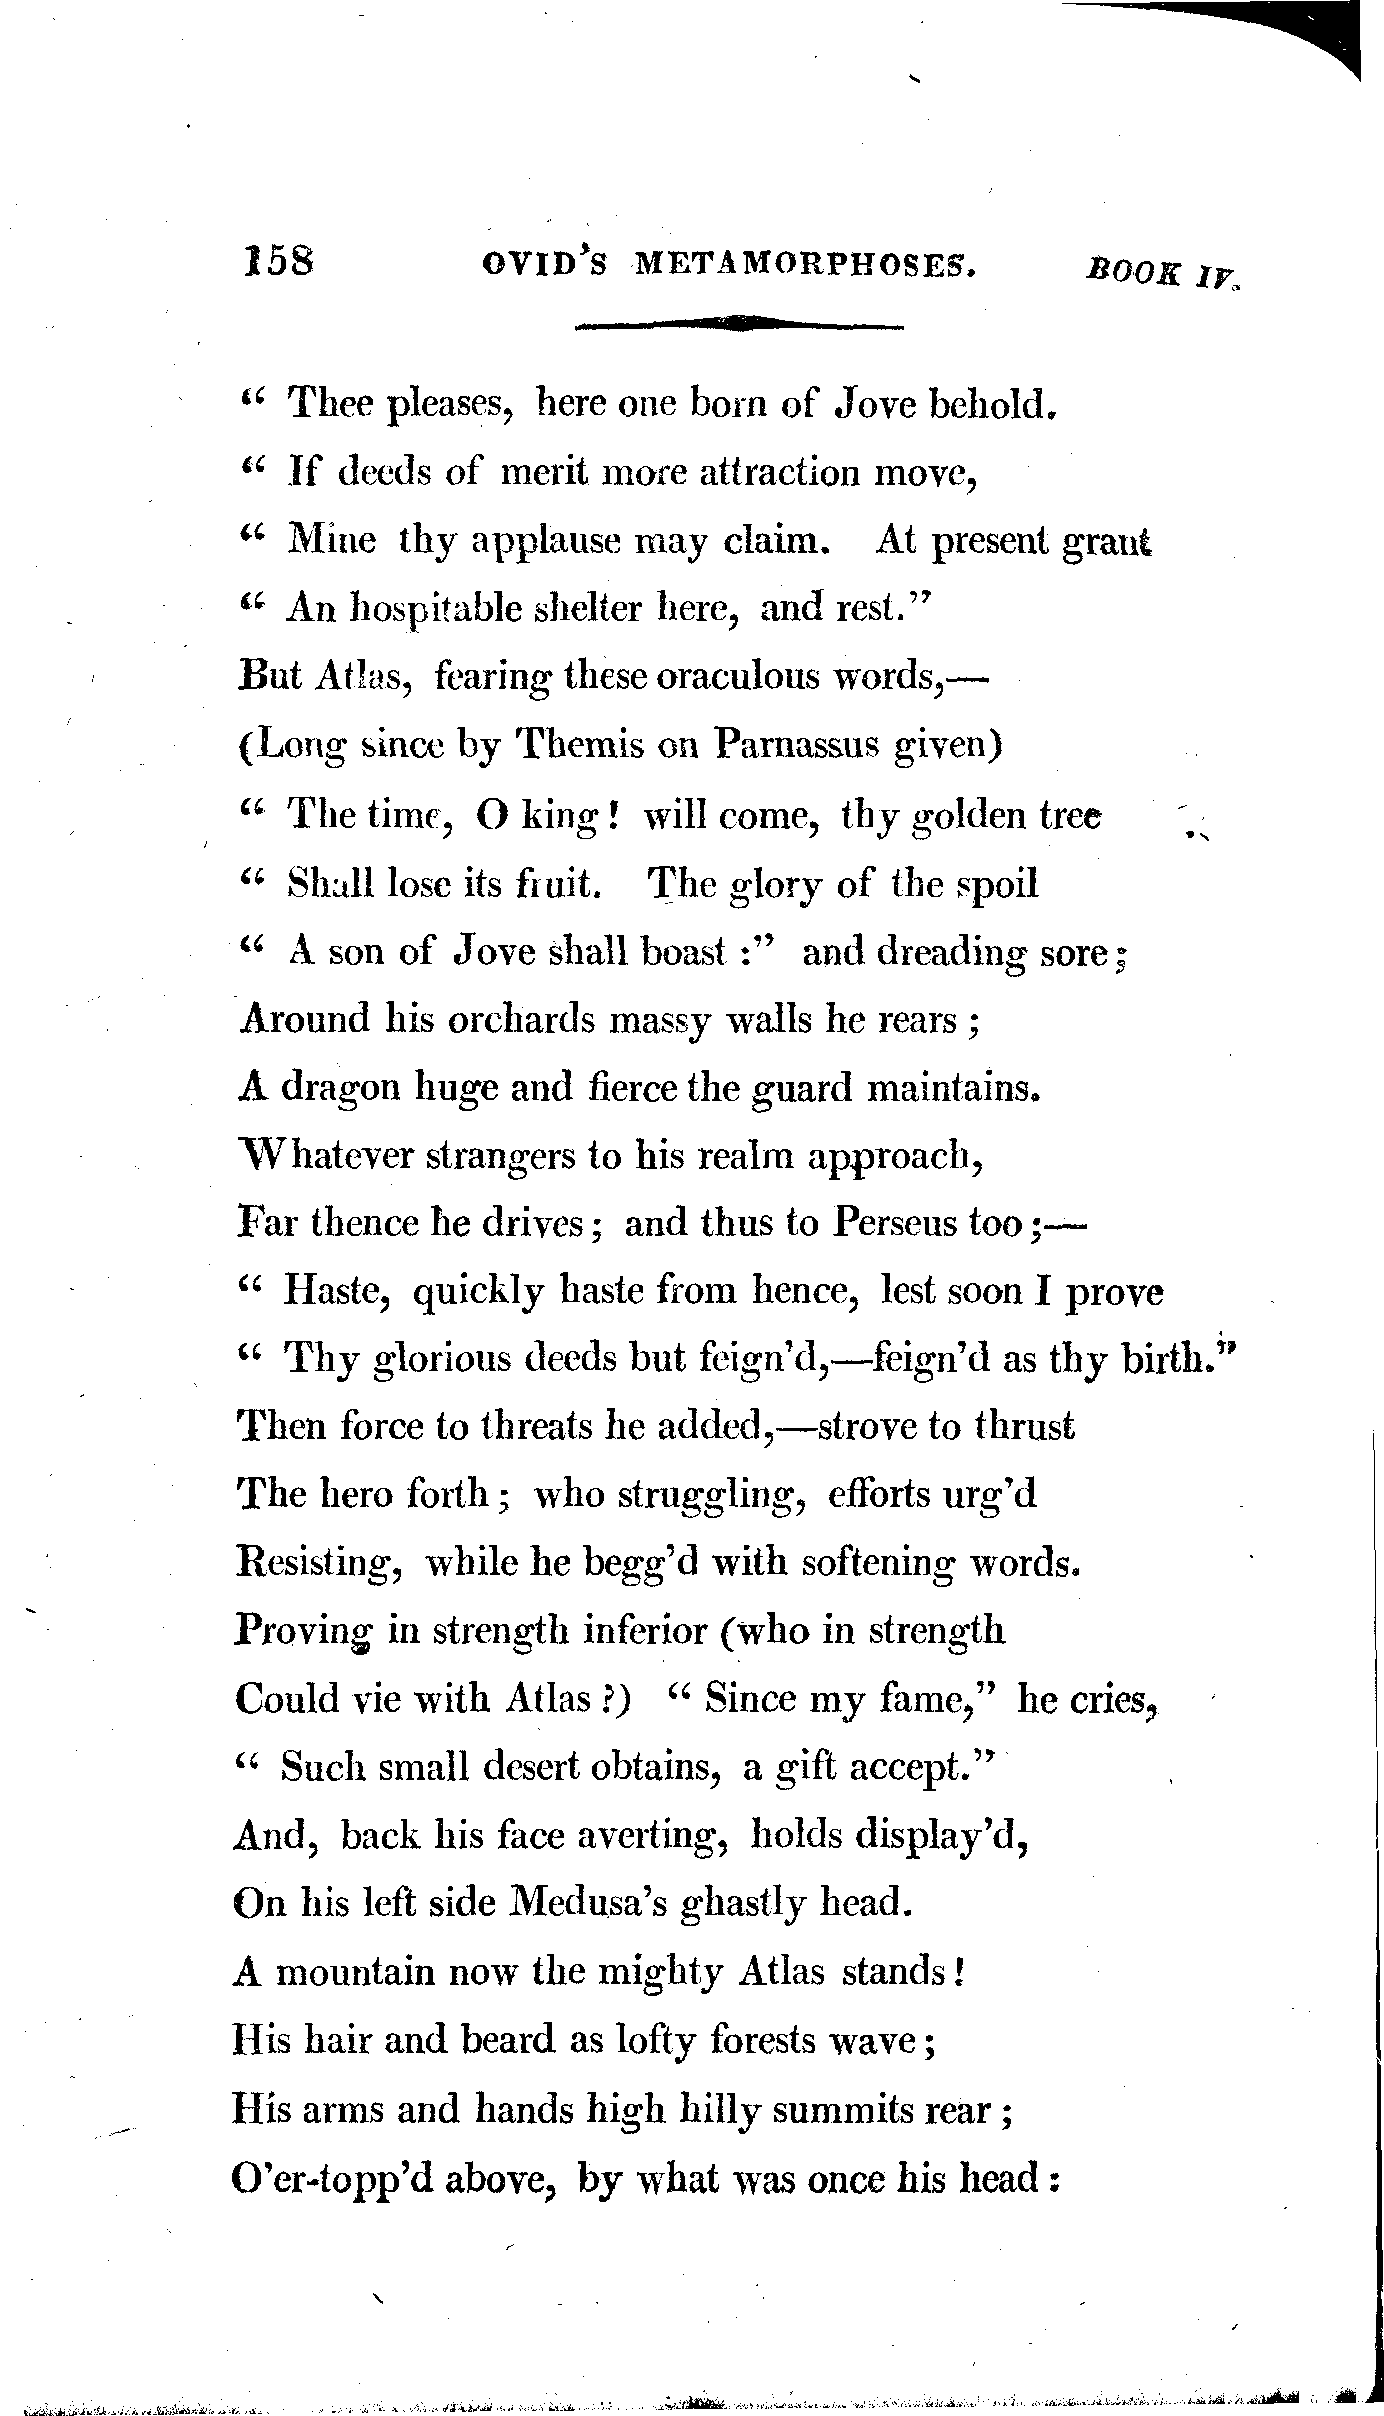 158 OVID'S METAMORPHOSES. BOOK IV.
“ Thee pleases, here one born of Jove behold.
“ If deeds of merit more attraction move,
“ Mine thy applause may claim. At present grant
“ An hospitable shelter here, and rest.”
But Atlas, fearing these oraculous words,—
(Long since by Themis on Parnassus given)
“ The time, O king! will come, thy golden tree
“ Shall lose its fruit. The glory of the spoil
“ A son of Jove shall boast :” and dreading sore;
Around his orchards massy walls he rears ;
A dragon huge and fierce the guard maintains.
Whatever strangers to his realm approach,
Far thence he drives; and thus to Perseus too;—
“ Haste, quickly haste from hence, lest soon I prove
“ Thy glorious deeds but feign'd,—feign'd as thy birth.”
Then force to threats he added,—strove to thrust
The hero forth; who struggling, efforts urg'd
Resisting, while he begg'd with softening words.
Proving in strength inferior (who in strength
Could vie with Atlas?) “ Since my fame,” he cries,
“ Such small desert obtains, a gift accept.”
And, back his face averting, holds display'd,
On his left side Medusa's ghastly head.
A mountain now the mighty Atlas stands!
His hair and beard as lofty forests wave;
His arms and hands high hilly summits rear;
O'er-topp'd above, by what was once his head: